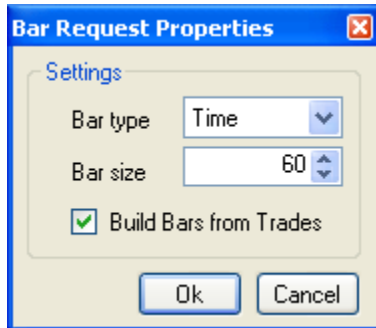 Bar Request Properties
Settings
Bar type Time
Bar size 60
Build Bars from Trades
Ok Cancel